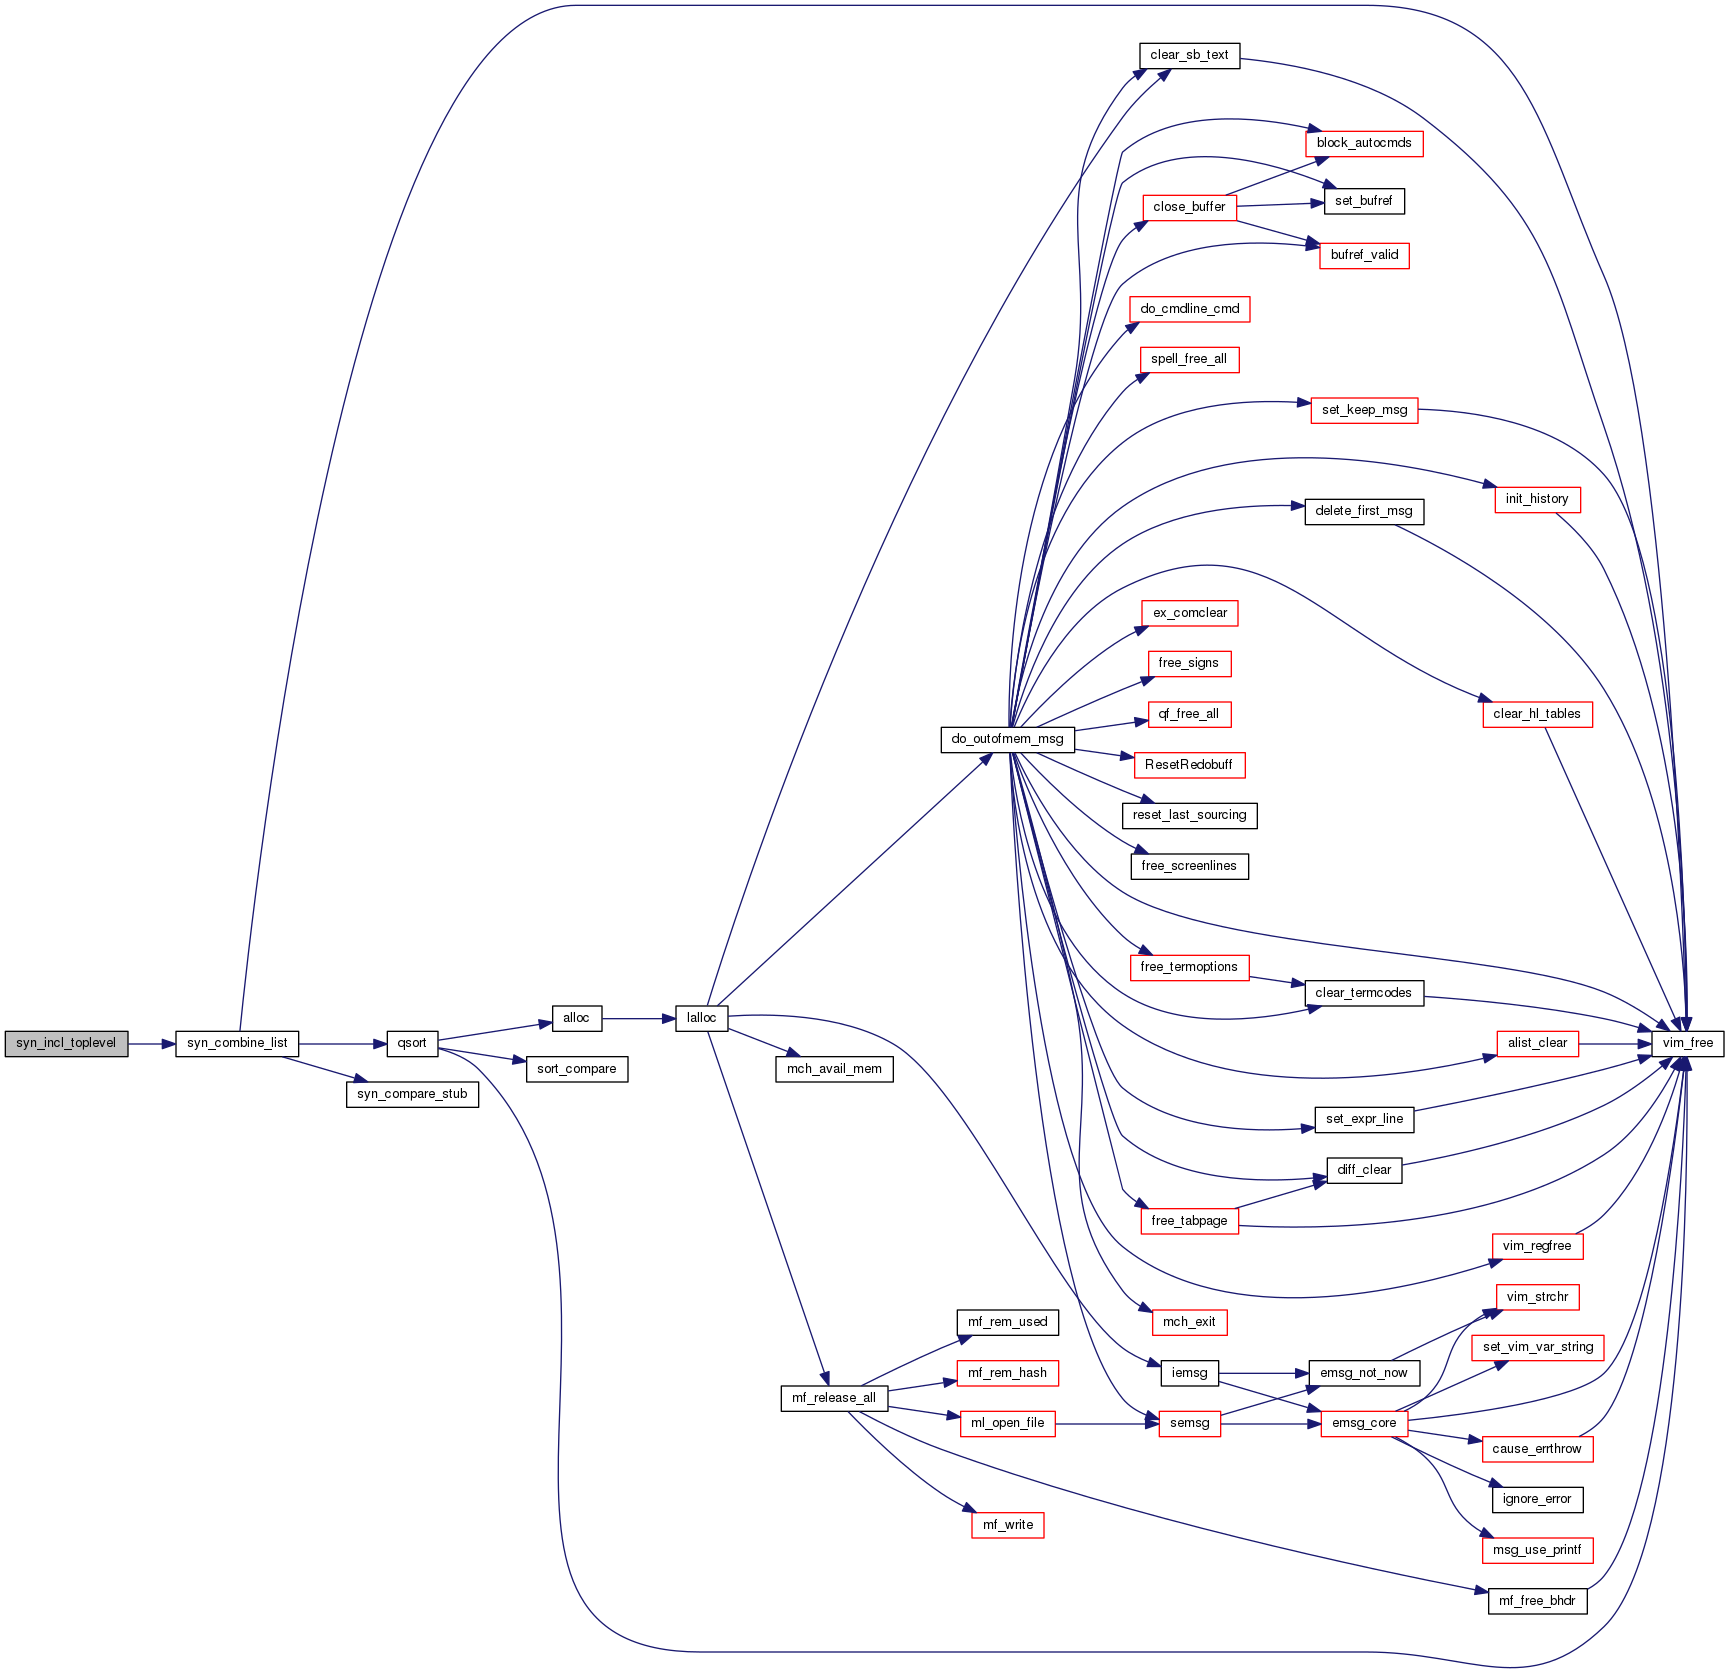 clear_sb_text
block_autocmds
set_bufref
close_buffer
bufref_valid
do_cmdline_cmd
spell_free_all
set_keep_msg
init_history
delete_first_msg
ex_comclear
free_signs
qf_free_all
clear_hl_tables
do_outofmem_msg
ResetRedobuff
reset_last_sourcing
free_screenlines
free_termoptions
clear_termcodes
syn_incl_toplevel
syn_combine_list
qsort
alloc
lalloc
alist_clear
vim_free
sort_compare
mch_avail_mem
syn_compare_stub
set_expr_line
diff_clear
free_tabpage
vim_regfree
vim_strchr
mf_rem_used
mch_exit
set_vim_var_string
mf_rem_hash
iemsg
emsg_not_now
mf_release_all
ml_open_file
semsg
emsg_core
cause_errthrow
ignore_error
mf_write
msg_use_printf
mf_free_bhdr